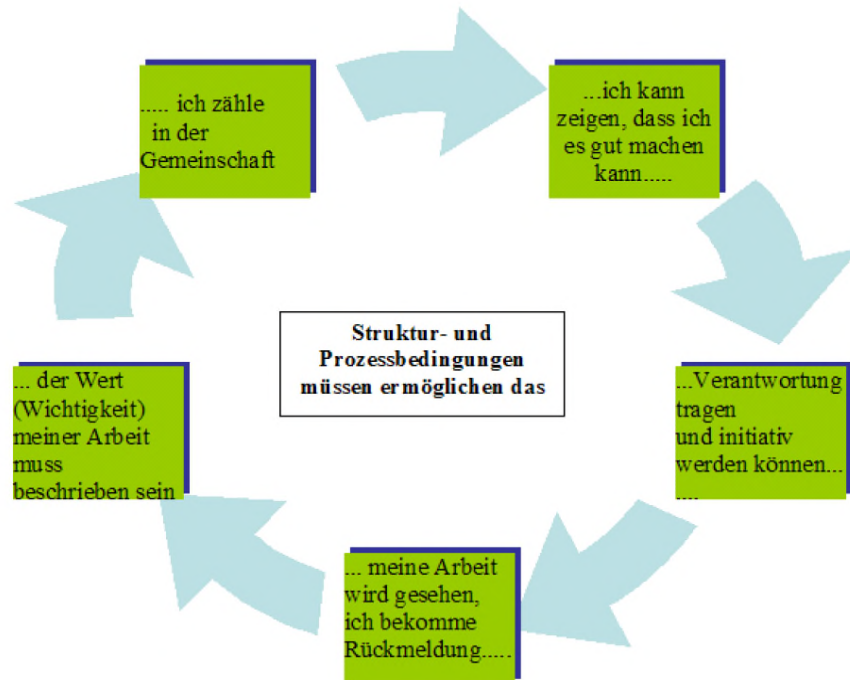 ..... ich zähle
in der
Gemeinschaft
...ich kann
zeigen, dass ich
es gut machen
kann.....
Struktur- und
Prozessbedingungen
müssen ermöglichen das
... der Wert
(Wichtigkeit)
meiner Arbeit
muss
beschrieben sein
...Verantwortung
tragen
und initiativ
werden können...
....
... meine Arbeit
wird gesehen,
ich bekomme
Rückmeldung.....